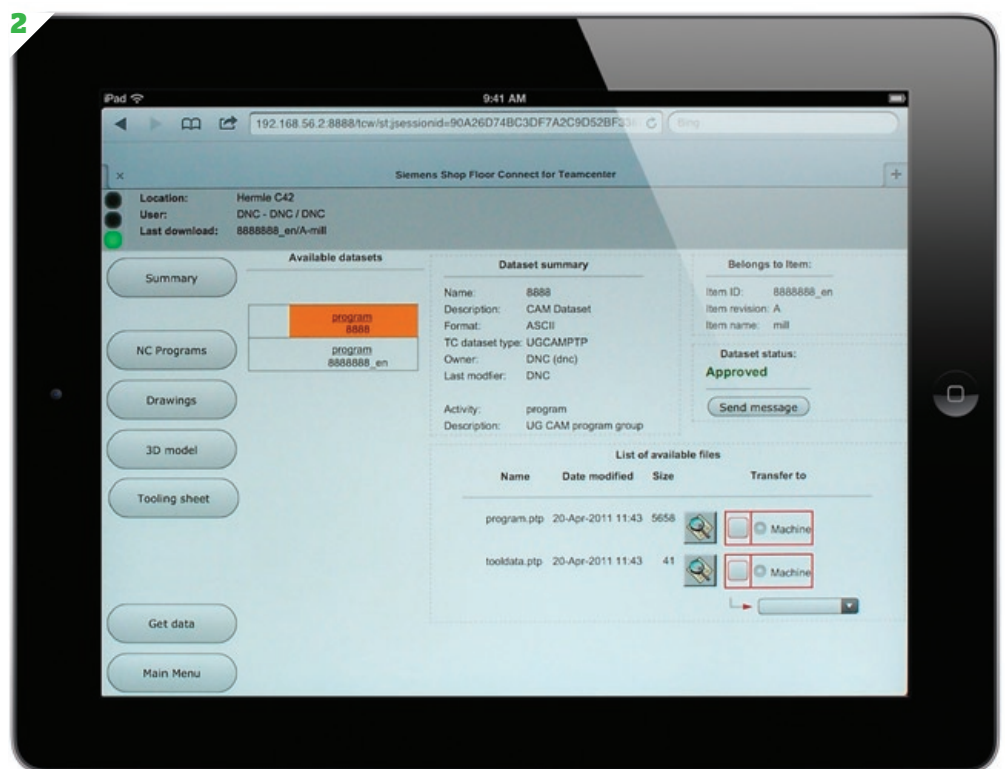 2
iPad 9:41 AM
192.168.56.2:8888/tcw/st;jsessionid=90A26D74BC3DF7A2C9D52BF33 Bing
Siemens Shop Floor Connect for Teamcenter
Location: Hermle C42
User: DNC - DNC / DNC
Last download: 8888888_en/A-mill
Summary
NC Programs
Drawings
3D model
Tooling sheet
Get data
Main Menu
Available datasets
program
8888
program
8888888_en
Dataset summary
Name: 8888
Description: CAM Dataset
Format: ASCII
TC dataset type: UGCAMPTP
Owner: DNC (dnc)
Last modfier: DNC
Activity: program
Description: UG CAM program group
Belongs to Item:
Item ID: 8888888_en
Item revision: A
Item name: mill
Dataset status:
Approved
Send message
List of available files
Name Date modified Size Transfer to
program.ptp 20-Apr-2011 11:43 5658 Machine
tooldata.ptp 20-Apr-2011 11:43 41 Machine